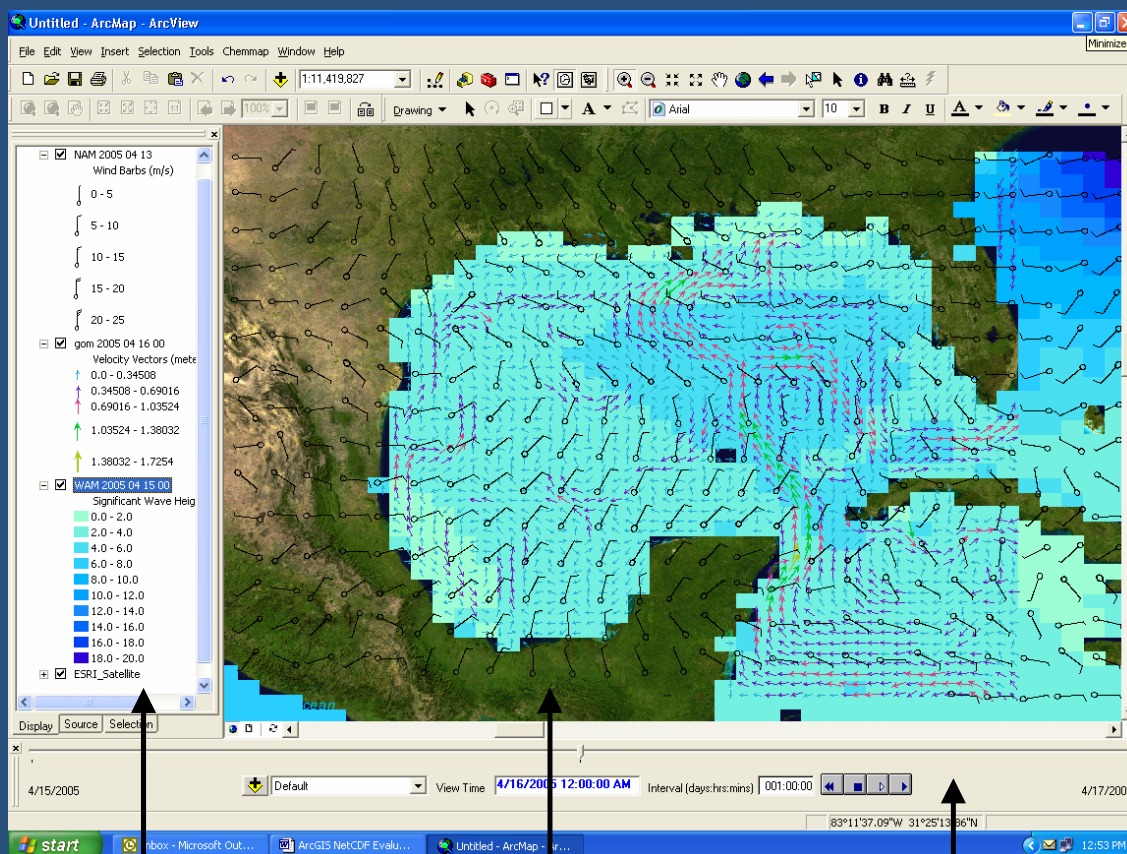 Untitled - ArcMap - ArcView
Minimize
File Edit View Insert Selection Tools Chemmap Window Help
1:11,419,827
100%
Drawing A Arial 10 B I U A
NAM 2005 04 13
Wind Barbs (m/s)
0 - 5
5 - 10
10 - 15
15 - 20
20 - 25
gom 2005 04 16 00
Velocity Vectors (mete
0.0 - 0.34508
0.34508 - 0.69016
0.69016 - 1.03524
1.03524 - 1.38032
1.38032 - 1.7254
WAM 2005 04 15 00
Significant Wave Heig
0.0 - 2.0
2.0 - 4.0
4.0 - 6.0
6.0 - 8.0
8.0 - 10.0
10.0 - 12.0
12.0 - 14.0
14.0 - 16.0
16.0 - 18.0
18.0 - 20.0
ESRI_Satellite
Display Source Selection
4/15/2005
Default
View Time 4/16/2005 12:00:00 AM
Interval (days:hrs:mins) 001:00:00
4/17/200
83°11'37.09"W 31°25'13.86"N
start
nbox - Microsoft Out...
ArcGIS NetCDF Evalu...
Untitled - ArcMap - Ar...
12:53 PM